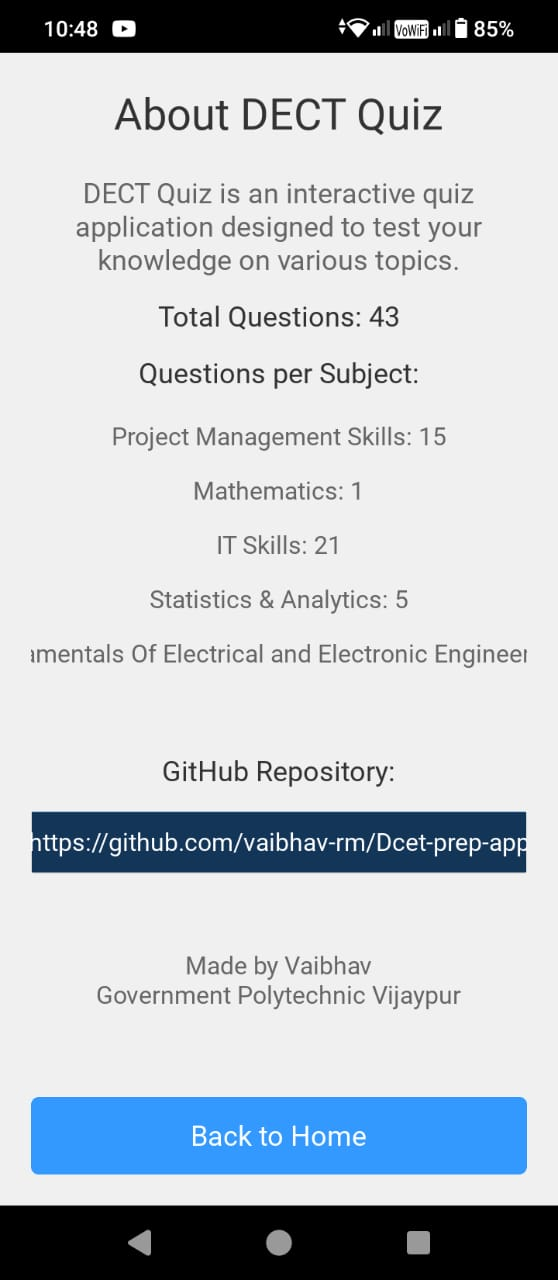 10:48 VoWiFi 85%
About DECT Quiz
DECT Quiz is an interactive quiz
application designed to test your
knowledge on various topics.
Total Questions: 43
Questions per Subject:
Project Management Skills: 15
Mathematics: 1
IT Skills: 21
Statistics & Analytics: 5
amentals Of Electrical and Electronic Engineer
GitHub Repository:
https://github.com/vaibhav-rm/Dcet-prep-app
Made by Vaibhav
Government Polytechnic Vijaypur
Back to Home